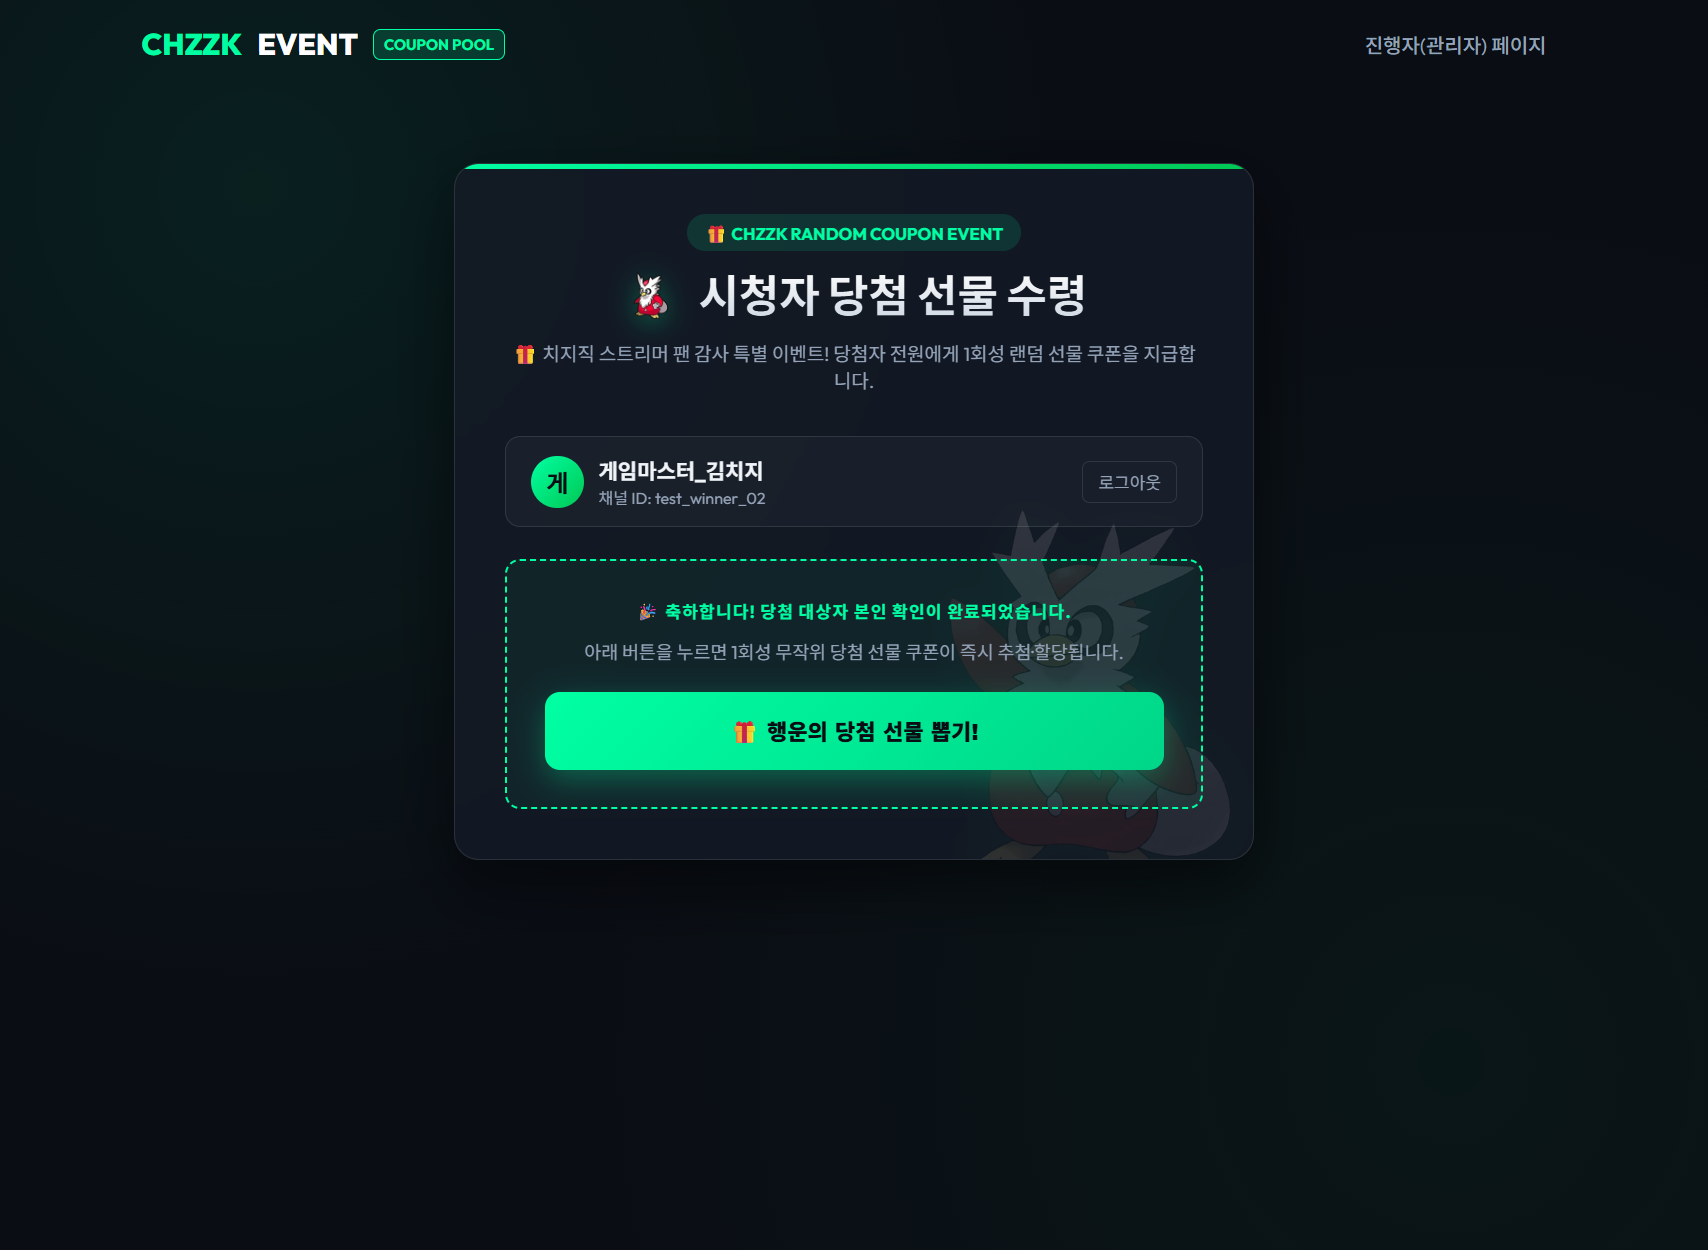 CHZZK EVENT COUPON POOL
진행자(관리자) 페이지
🎁 CHZZK RANDOM COUPON EVENT
시청자 당첨 선물 수령
🎁 치지직 스트리머 팬 감사 특별 이벤트! 당첨자 전원에게 1회성 랜덤 선물 쿠폰을 지급합
니다.
게
게임마스터_김치지
채널 ID: test_winner_02
로그아웃
🎉 축하합니다! 당첨 대상자 본인 확인이 완료되었습니다.
아래 버튼을 누르면 1회성 무작위 당첨 선물 쿠폰이 즉시 추첨·할당됩니다.
🎁 행운의 당첨 선물 뽑기!